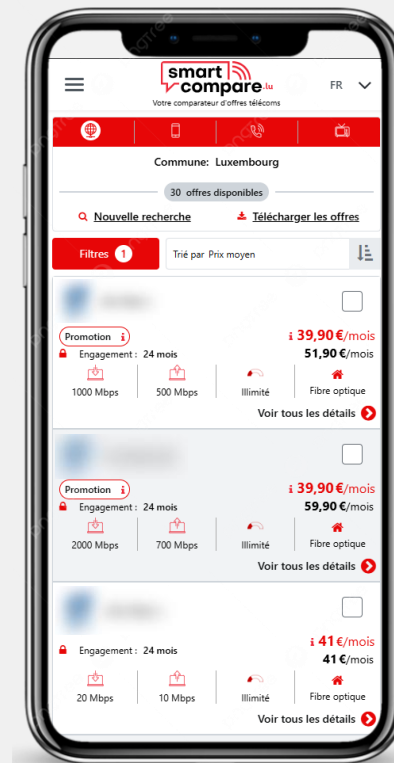 smart
compare.lu
Votre comparateur d'offres télécoms
FR
Commune: Luxembourg
30 offres disponibles
Nouvelle recherche
Télécharger les offres
Filtres 1
Trié par Prix moyen
Promotion i
i 39,90 €/mois
Engagement : 24 mois
51,90 €/mois
1000 Mbps
500 Mbps
Illimité
Fibre optique
Voir tous les détails
Promotion i
i 39,90 €/mois
Engagement : 24 mois
59,90 €/mois
2000 Mbps
700 Mbps
Illimité
Fibre optique
Voir tous les détails
i 41 €/mois
Engagement : 24 mois
41 €/mois
20 Mbps
10 Mbps
Illimité
Fibre optique
Voir tous les détails